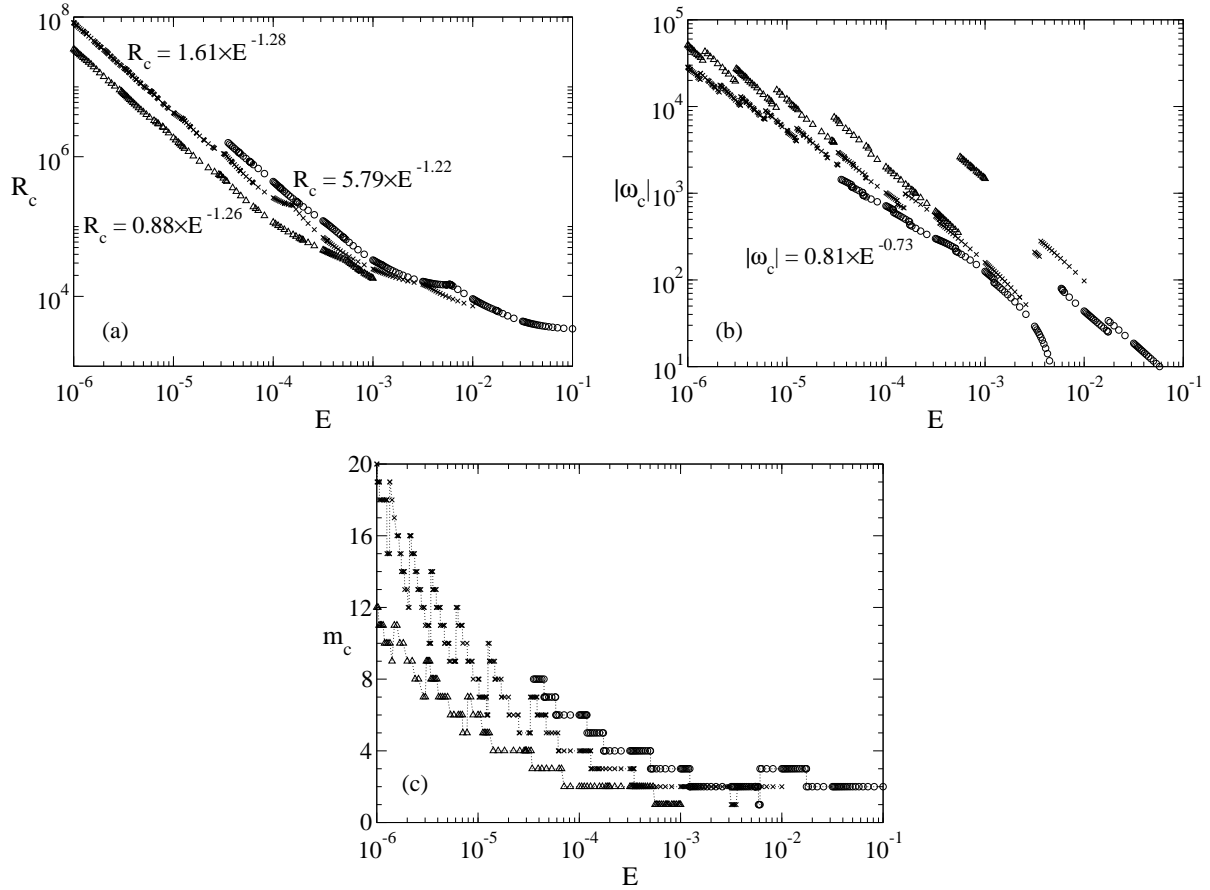 10^8
10^6
10^4
R_c
R_c = 1.61×E^-1.28
R_c = 5.79×E^-1.22
R_c = 0.88×E^-1.26
(a)
10^-6 10^-5 10^-4 10^-3 10^-2 10^-1
E
10^5
10^4
10^3
10^2
10^1
|ω_c|
|ω_c| = 0.81×E^-0.73
(b)
10^-6 10^-5 10^-4 10^-3 10^-2 10^-1
E
20
16
12
8
4
0
m_c
(c)
10^-6 10^-5 10^-4 10^-3 10^-2 10^-1
E